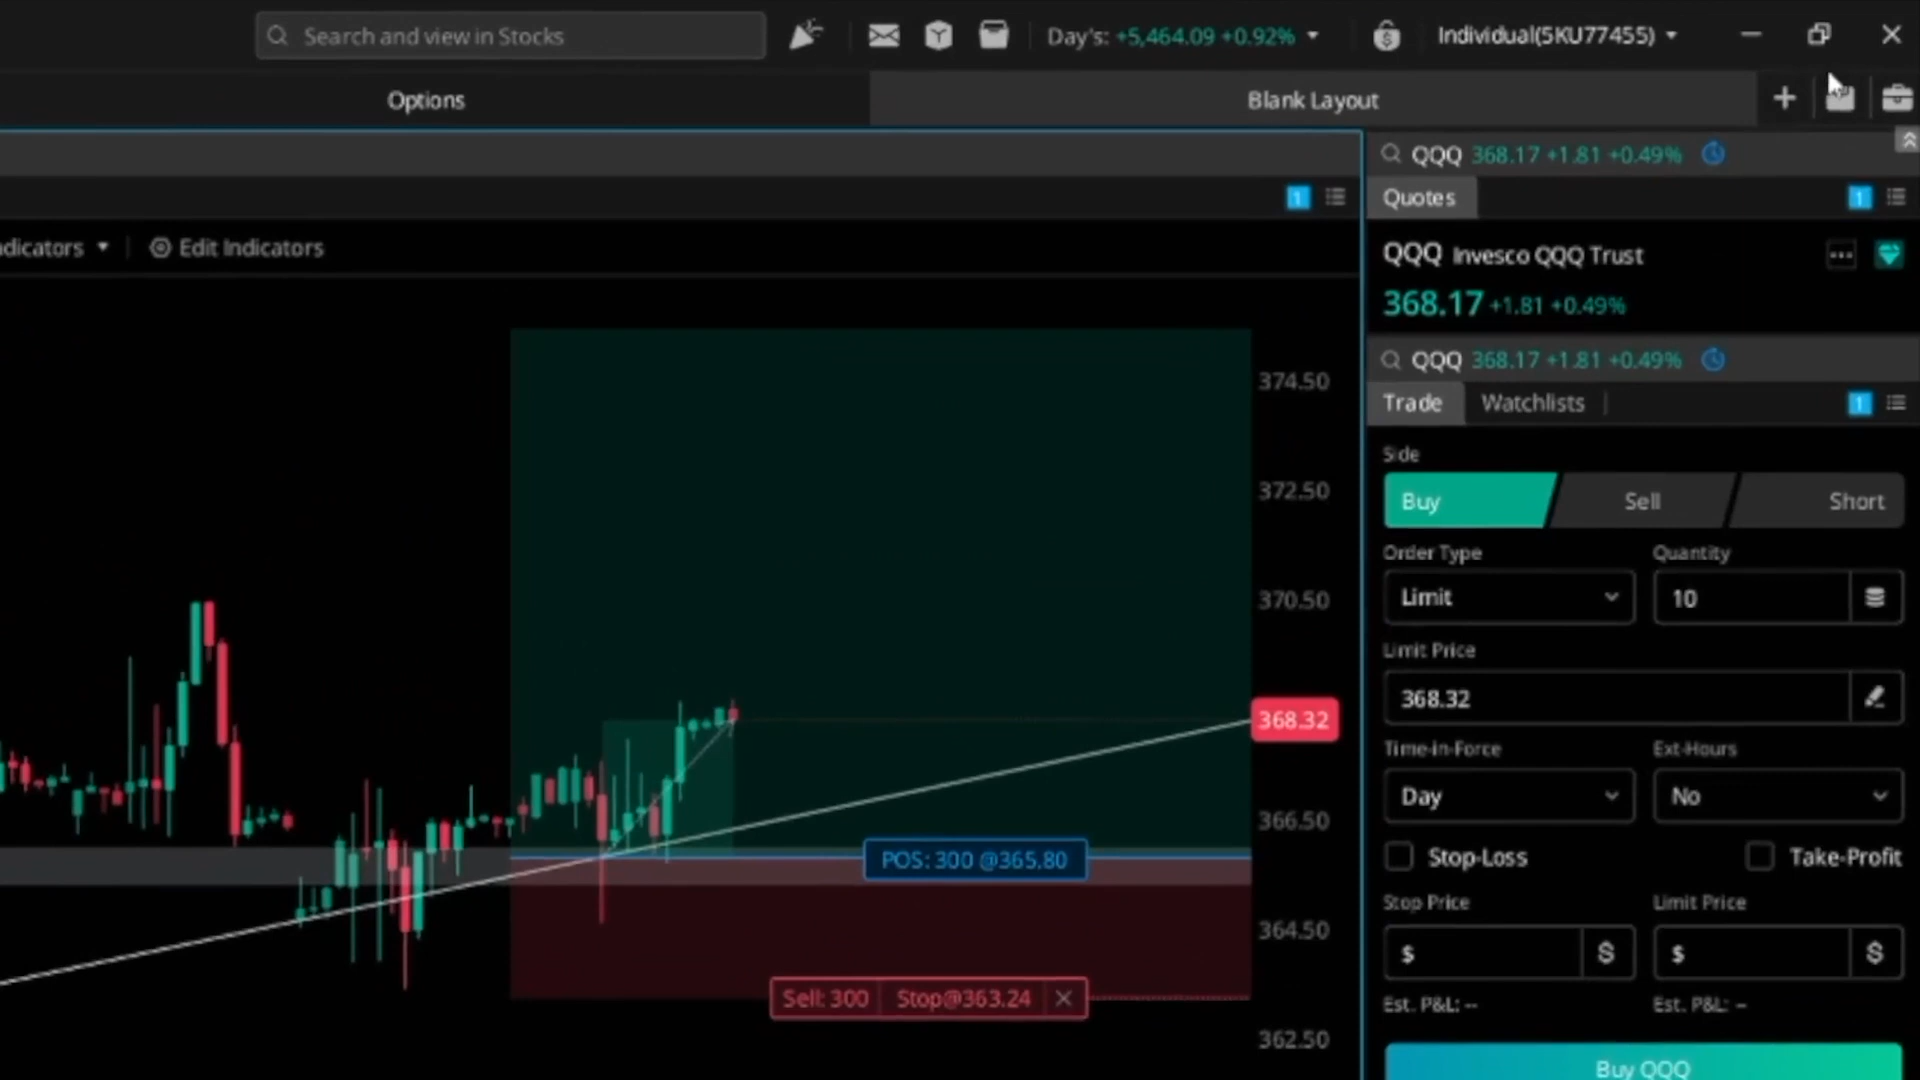 Search and view in Stocks
Day's: +5,464.09 +0.92%
Individual(5KU77455)
Options
Blank Layout
QQQ 368.17 +1.81 +0.49%
Quotes
1
1
ndicators
Edit Indicators
QQQ Invesco QQQ Trust
368.17 +1.81 +0.49%
QQQ 368.17 +1.81 +0.49%
Trade Watchlists
1
Side
Buy Sell Short
Order Type Quantity
Limit 10
Limit Price
368.32
Time-in-Force Ext-Hours
Day No
Stop-Loss Take-Profit
Stop Price Limit Price
$ $
Est. P&L: -- Est. P&L: --
Buy QQQ
374.50
372.50
370.50
368.32
366.50
POS: 300 @365.80
364.50
Sell: 300 Stop@363.24
362.50